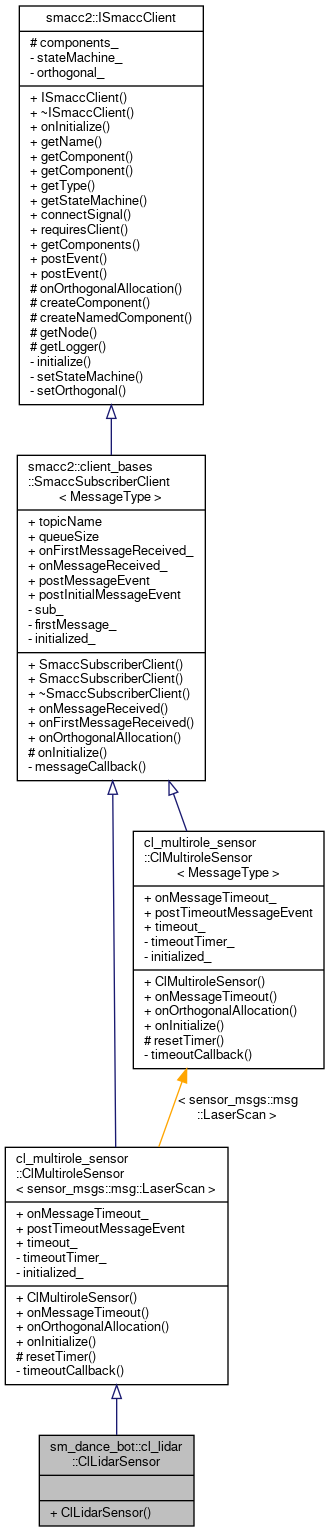 smacc2::ISmaccClient
# components_
- stateMachine_
- orthogonal_
+ ISmaccClient()
+ ~ISmaccClient()
+ onInitialize()
+ getName()
+ getComponent()
+ getComponent()
+ getType()
+ getStateMachine()
+ connectSignal()
+ requiresClient()
+ getComponents()
+ postEvent()
+ postEvent()
# onOrthogonalAllocation()
# createComponent()
# createNamedComponent()
# getNode()
# getLogger()
- initialize()
- setStateMachine()
- setOrthogonal()
smacc2::client_bases
::SmaccSubscriberClient
< MessageType >
+ topicName
+ queueSize
+ onFirstMessageReceived_
+ onMessageReceived_
+ postMessageEvent
+ postInitialMessageEvent
- sub_
- firstMessage_
- initialized_
+ SmaccSubscriberClient()
+ SmaccSubscriberClient()
+ ~SmaccSubscriberClient()
+ onMessageReceived()
+ onFirstMessageReceived()
+ onOrthogonalAllocation()
# onInitialize()
- messageCallback()
cl_multirole_sensor
::ClMultiroleSensor
< MessageType >
+ onMessageTimeout_
+ postTimeoutMessageEvent
+ timeout_
- timeoutTimer_
- initialized_
+ ClMultiroleSensor()
+ onMessageTimeout()
+ onOrthogonalAllocation()
+ onInitialize()
# resetTimer()
- timeoutCallback()
< sensor_msgs::msg
::LaserScan >
cl_multirole_sensor
::ClMultiroleSensor
< sensor_msgs::msg::LaserScan >
+ onMessageTimeout_
+ postTimeoutMessageEvent
+ timeout_
- timeoutTimer_
- initialized_
+ ClMultiroleSensor()
+ onMessageTimeout()
+ onOrthogonalAllocation()
+ onInitialize()
# resetTimer()
- timeoutCallback()
sm_dance_bot::cl_lidar
::ClLidarSensor
+ ClLidarSensor()